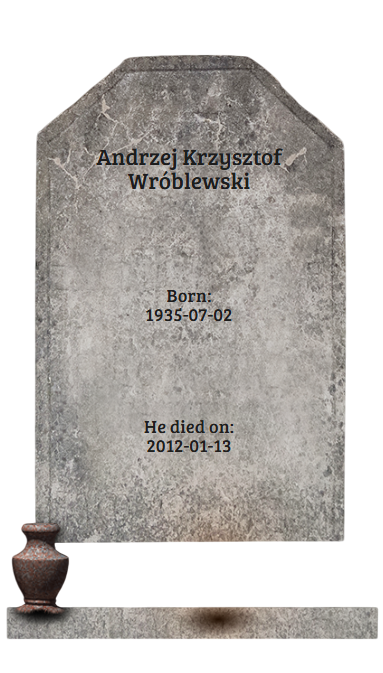 Andrzej Krzysztof
Wróblewski
Born:
1935-07-02
He died on:
2012-01-13